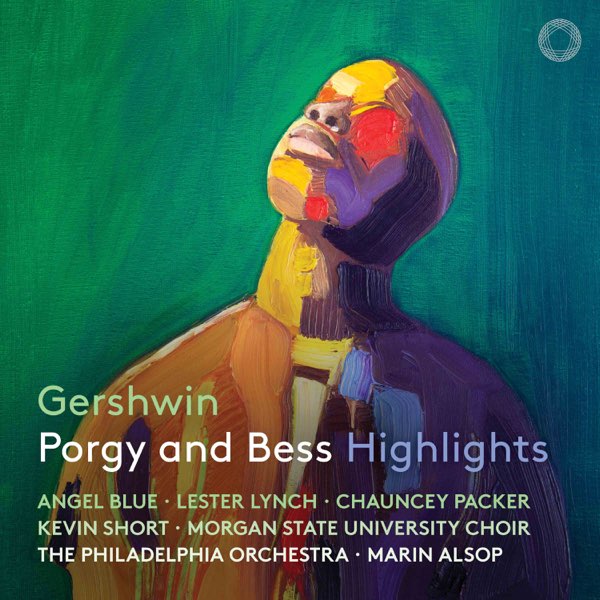 Gershwin
Porgy and Bess Highlights
ANGEL BLUE · LESTER LYNCH · CHAUNCEY PACKER
KEVIN SHORT · MORGAN STATE UNIVERSITY CHOIR
THE PHILADELPHIA ORCHESTRA · MARIN ALSOP